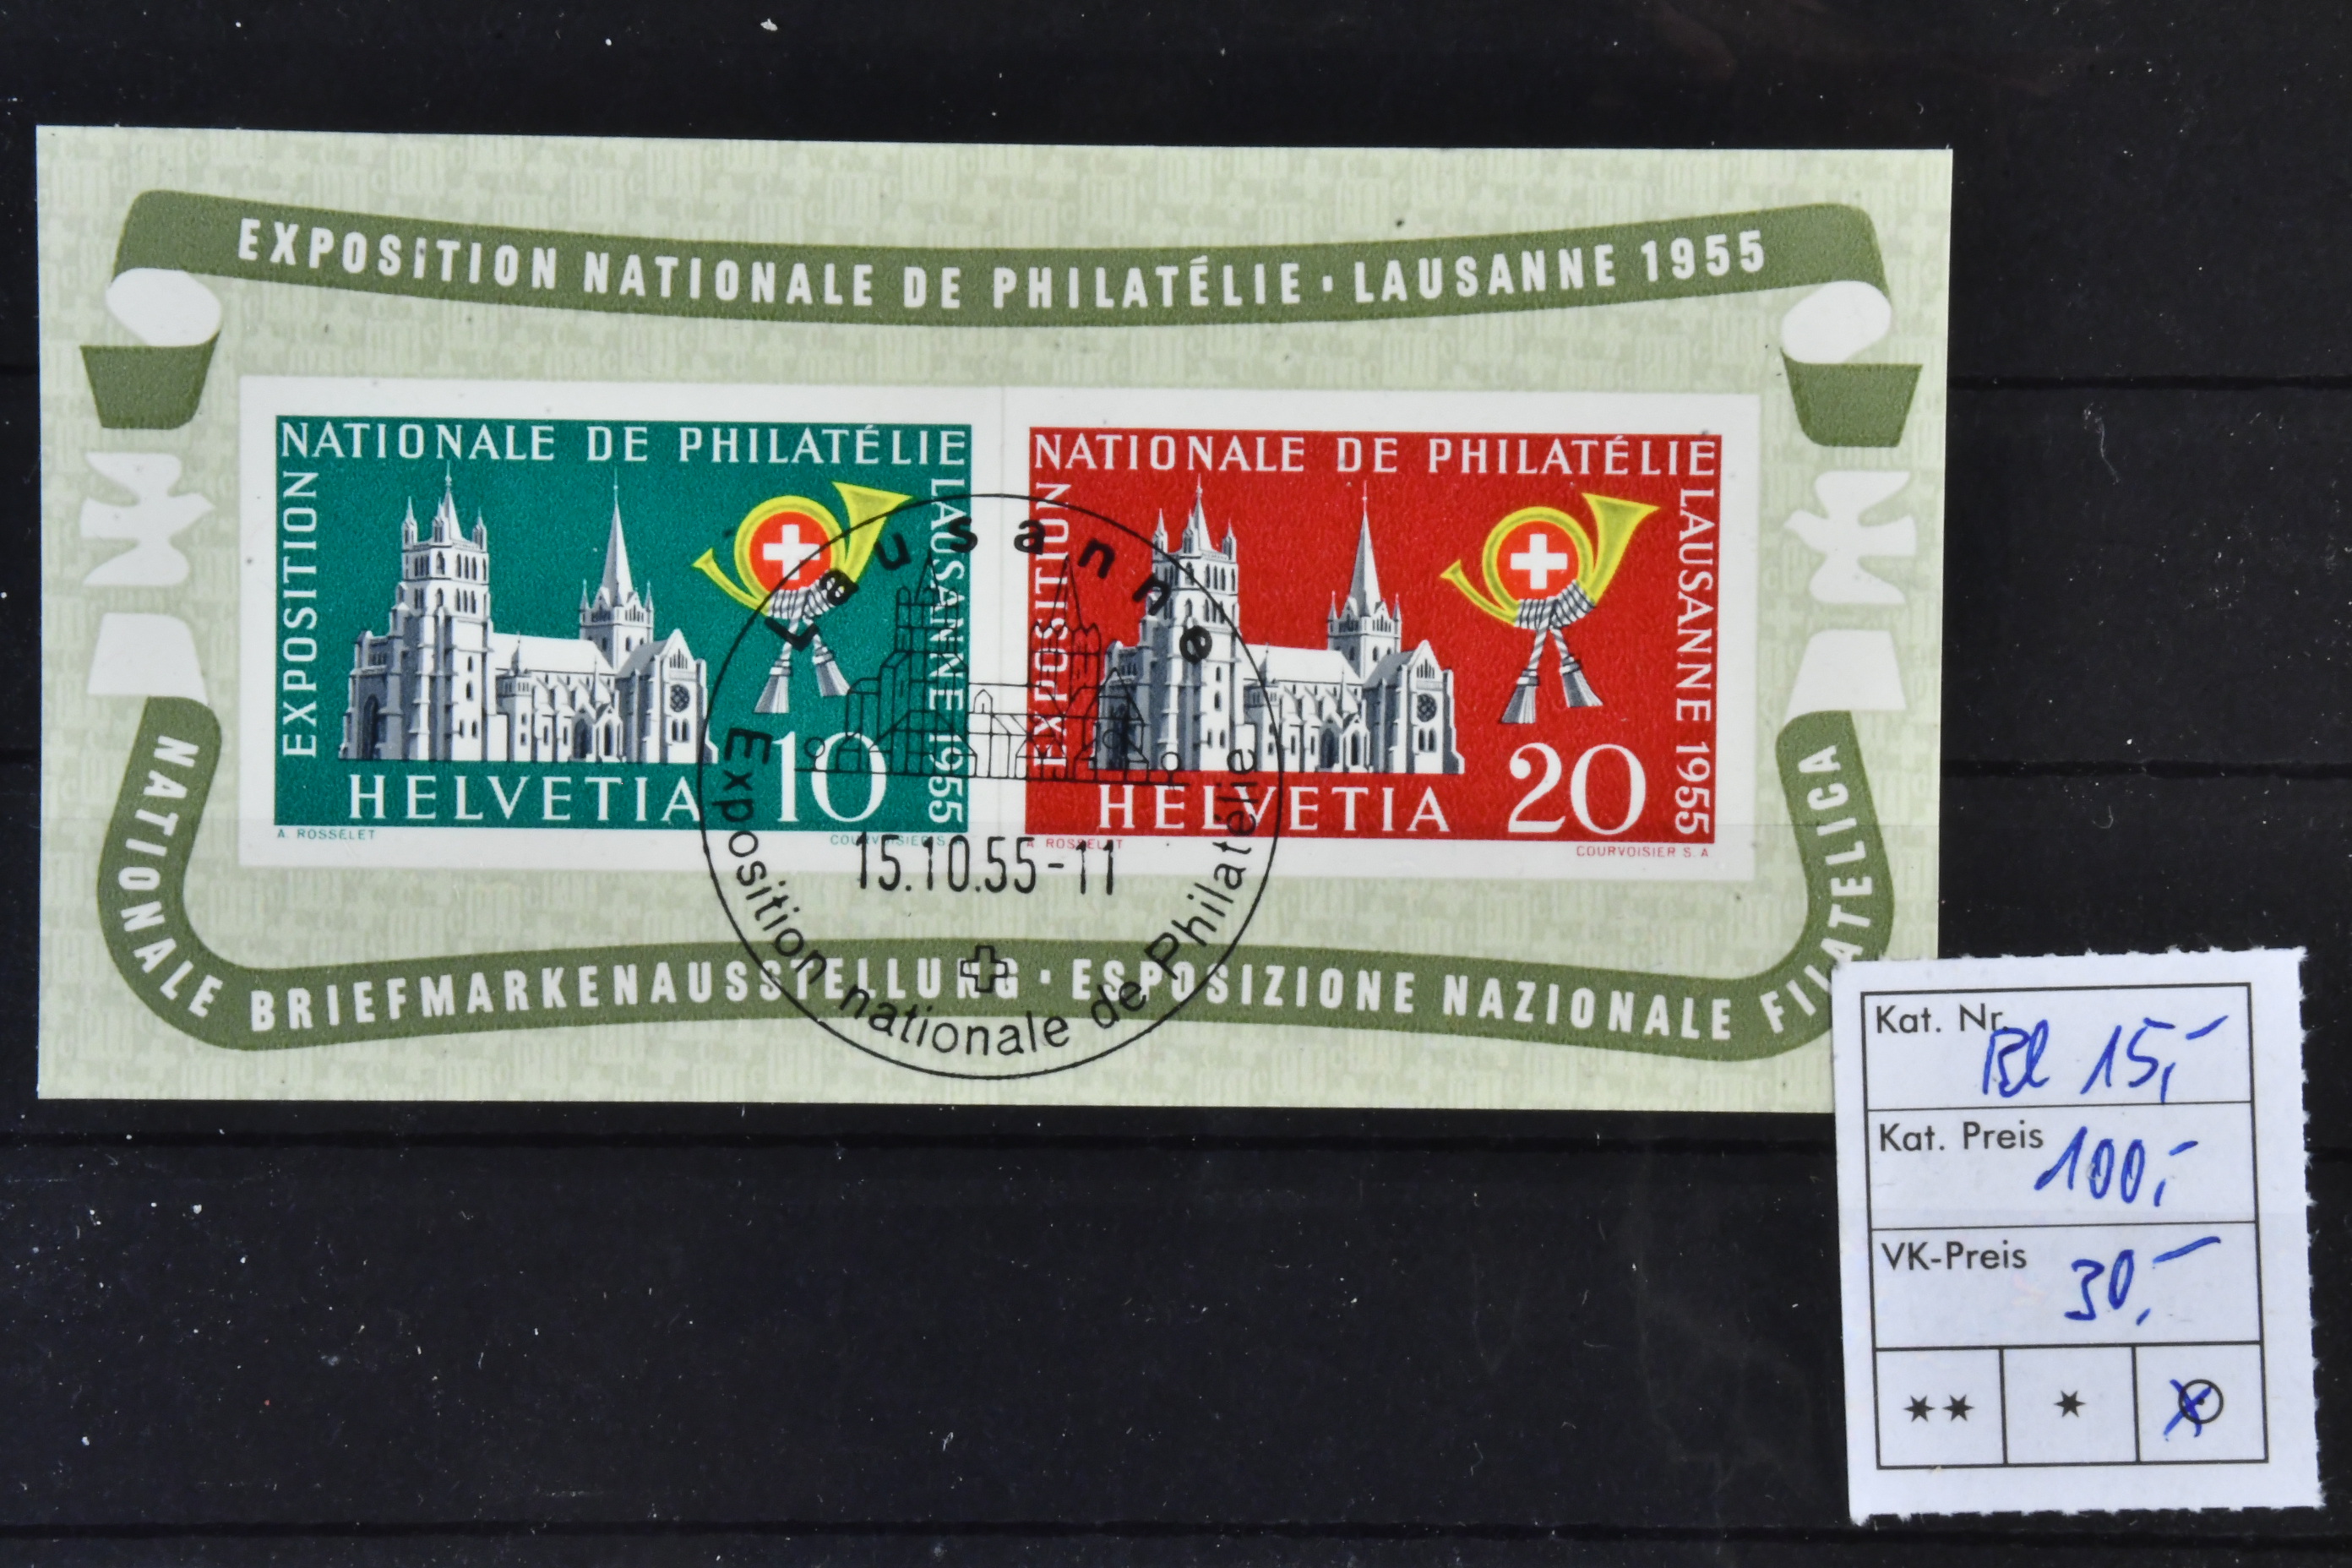 EXPOSITION NATIONALE DE PHILATÉLIE · LAUSANNE 1955
NATIONALE DE PHILATÉLIE
EXPOSITION
LAUSANNE 1955
HELVETIA 10
A. ROSSELET
COURVOISIER S.A
NATIONALE DE PHILATÉLIE
EXPOSITION
LAUSANNE 1955
HELVETIA 20
A. ROSSELET
COURVOISIER S. A
Lausanne
15.10.55-11
Exposition nationale de Philatélie
NATIONALE BRIEFMARKENAUSSTELLUNG · ESPOSIZIONE NAZIONALE FILATELICA
Kat. Nr. Bl 15,-
Kat. Preis 100,-
VK-Preis 30,-